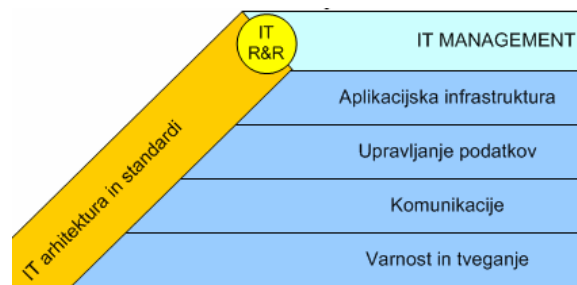 IT
R&R
IT MANAGEMENT
Aplikacijska infrastruktura
Upravljanje podatkov
Komunikacije
Varnost in tveganje
IT arhitektura in standardi